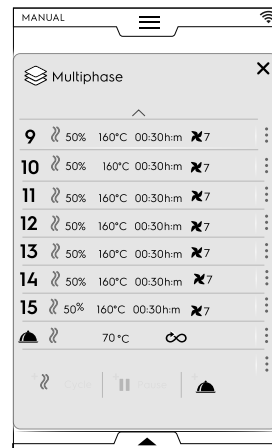 MANUAL
Multiphase
9 50% 160°C 00:30h:m 7
10 50% 160°C 00:30h:m 7
11 50% 160°C 00:30h:m 7
12 50% 160°C 00:30h:m 7
13 50% 160°C 00:30h:m 7
14 50% 160°C 00:30h:m 7
15 50% 160°C 00:30h:m 7
70 °C
Cycle Pause